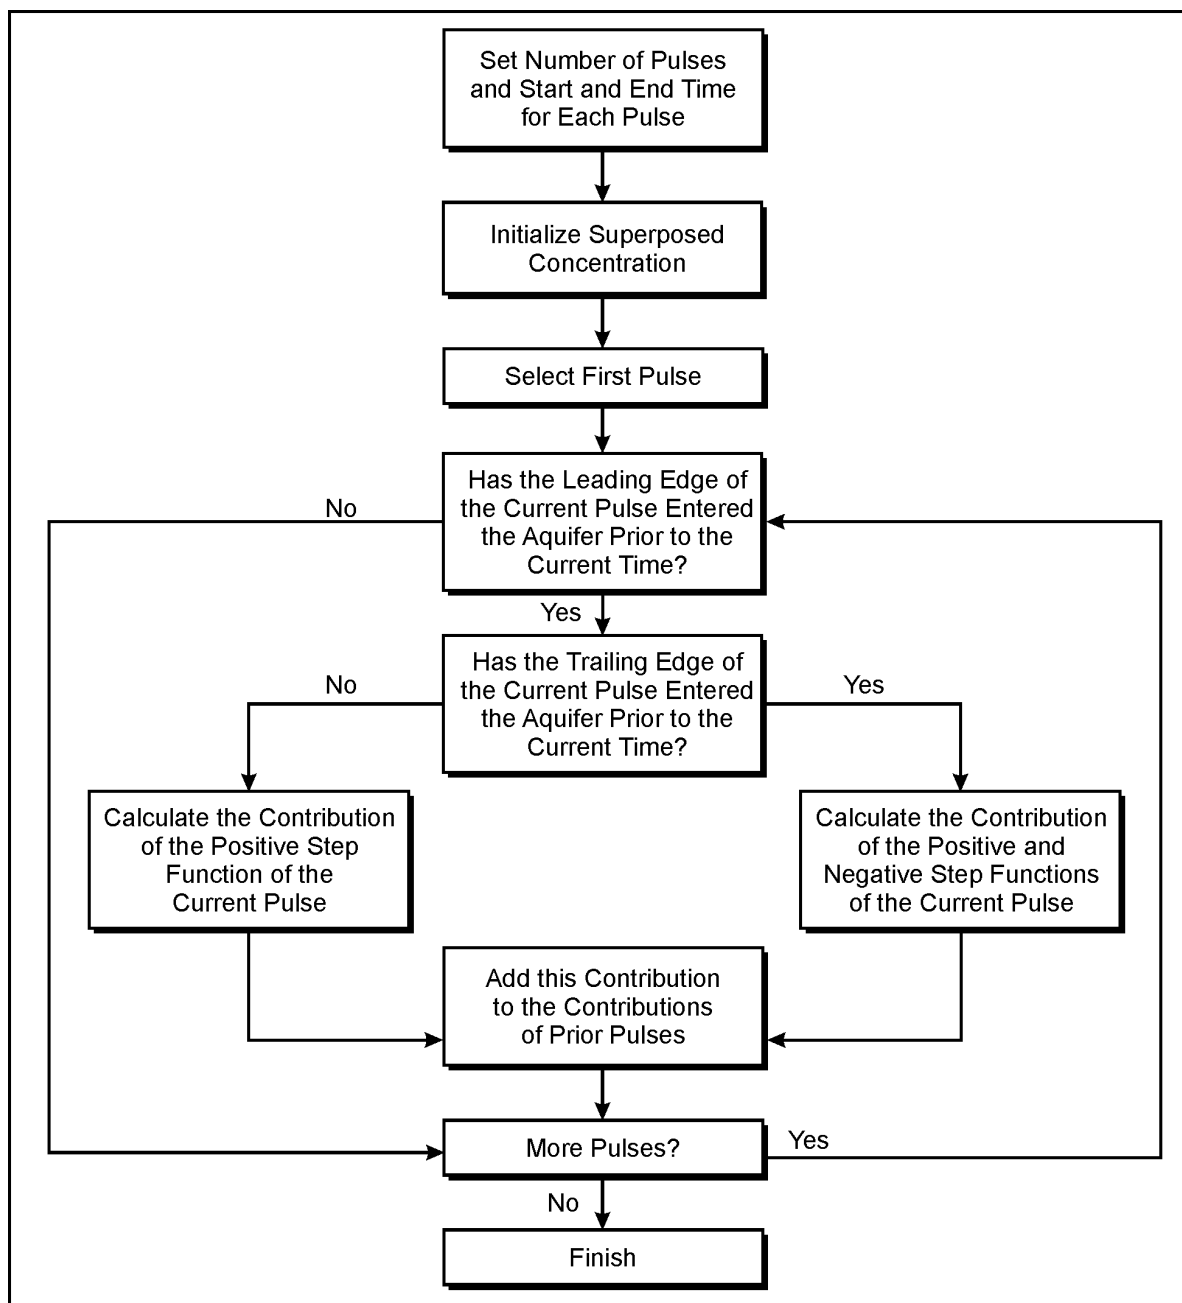 Set Number of Pulses
and Start and End Time
for Each Pulse
Initialize Superposed
Concentration
Select First Pulse
Has the Leading Edge of
the Current Pulse Entered
the Aquifer Prior to the
Current Time?
No
Yes
Has the Trailing Edge of
the Current Pulse Entered
the Aquifer Prior to the
Current Time?
No
Yes
Calculate the Contribution
of the Positive Step
Function of the
Current Pulse
Calculate the Contribution
of the Positive and
Negative Step Functions
of the Current Pulse
Add this Contribution
to the Contributions
of Prior Pulses
More Pulses?
Yes
No
Finish